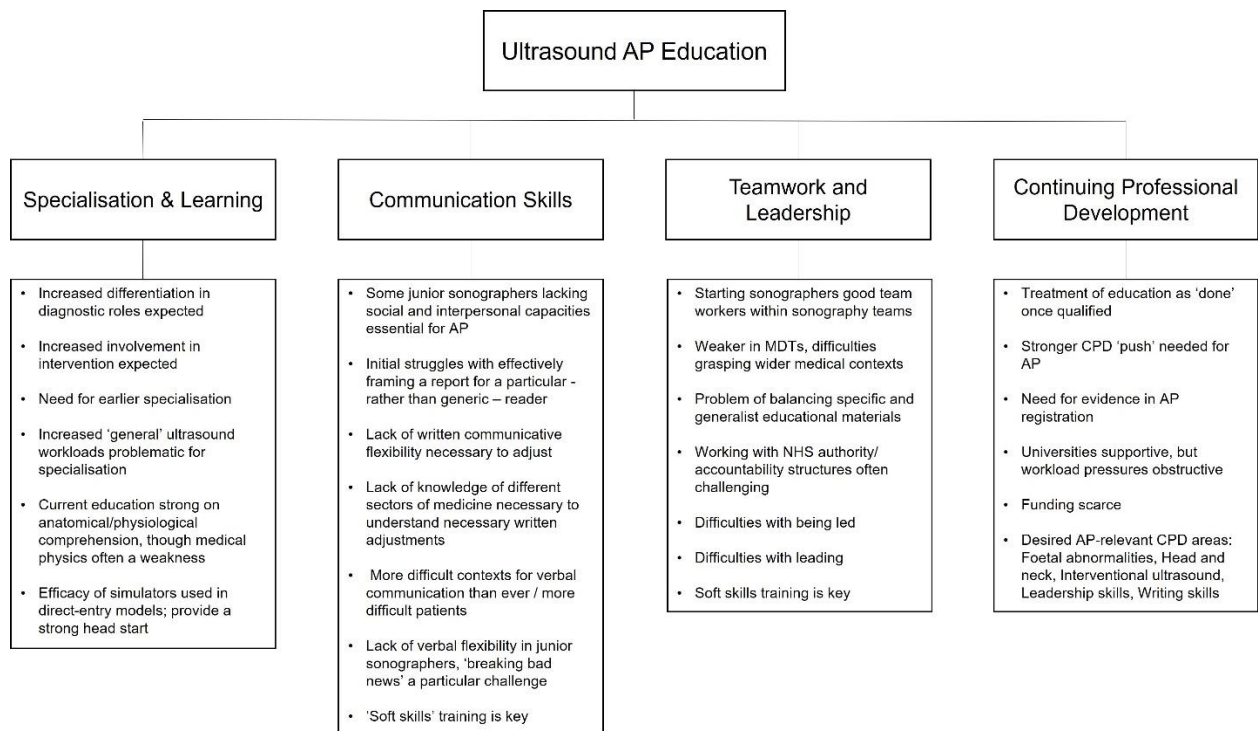 Ultrasound AP Education
Specialisation & Learning
• Increased differentiation in
diagnostic roles expected
• Increased involvement in
intervention expected
• Need for earlier specialisation
• Increased ‘general’ ultrasound
workloads problematic for
specialisation
• Current education strong on
anatomical/physiological
comprehension, though medical
physics often a weakness
• Efficacy of simulators used in
direct-entry models; provide a
strong head start
Communication Skills
• Some junior sonographers lacking
social and interpersonal capacities
essential for AP
• Initial struggles with effectively
framing a report for a particular -
rather than generic – reader
• Lack of written communicative
flexibility necessary to adjust
• Lack of knowledge of different
sectors of medicine necessary to
understand necessary written
adjustments
• More difficult contexts for verbal
communication than ever / more
difficult patients
• Lack of verbal flexibility in junior
sonographers, ‘breaking bad
news’ a particular challenge
• ‘Soft skills’ training is key
Teamwork and
Leadership
• Starting sonographers good team
workers within sonography teams
• Weaker in MDTs, difficulties
grasping wider medical contexts
• Problem of balancing specific and
generalist educational materials
• Working with NHS authority/
accountability structures often
challenging
• Difficulties with being led
• Difficulties with leading
• Soft skills training is key
Continuing Professional
Development
• Treatment of education as ‘done’
once qualified
• Stronger CPD ‘push’ needed for
AP
• Need for evidence in AP
registration
• Universities supportive, but
workload pressures obstructive
• Funding scarce
• Desired AP-relevant CPD areas:
Foetal abnormalities, Head and
neck, Interventional ultrasound,
Leadership skills, Writing skills